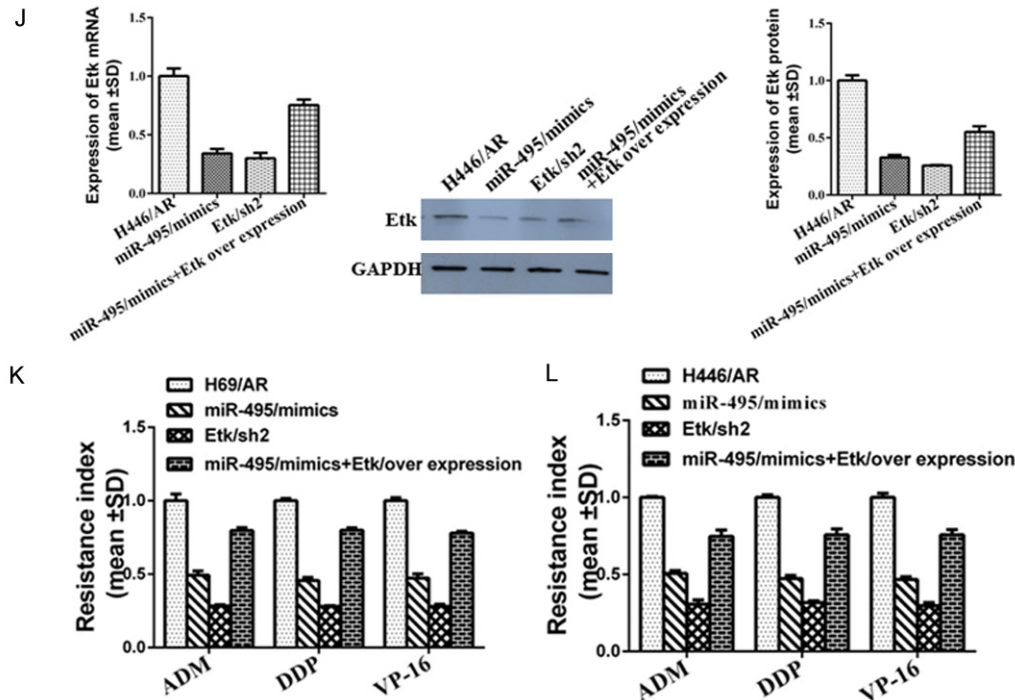 J
Expression of Etk mRNA
(mean ±SD)
1.5
1.0
0.5
0.0
H446/AR
miR-495/mimics
Etk/sh2
miR-495/mimics+Etk over expression
H446/AR
miR-495/mimics
Etk/sh2
miR-495/mimics
+Etk over expression
Etk
GAPDH
Expression of Etk protein
(mean ±SD)
1.5
1.0
0.5
0.0
H446/AR
miR-495/mimics
Etk/sh2
miR-495/mimics+Etk over expression
K
H69/AR
miR-495/mimics
Etk/sh2
miR-495/mimics+Etk/over expression
Resistance index
(mean ±SD)
1.5
1.0
0.5
0.0
ADM
DDP
VP-16
L
H446/AR
miR-495/mimics
Etk/sh2
miR-495/mimics+Etk/over expression
Resistance index
(mean ±SD)
1.5
1.0
0.5
0.0
ADM
DDP
VP-16